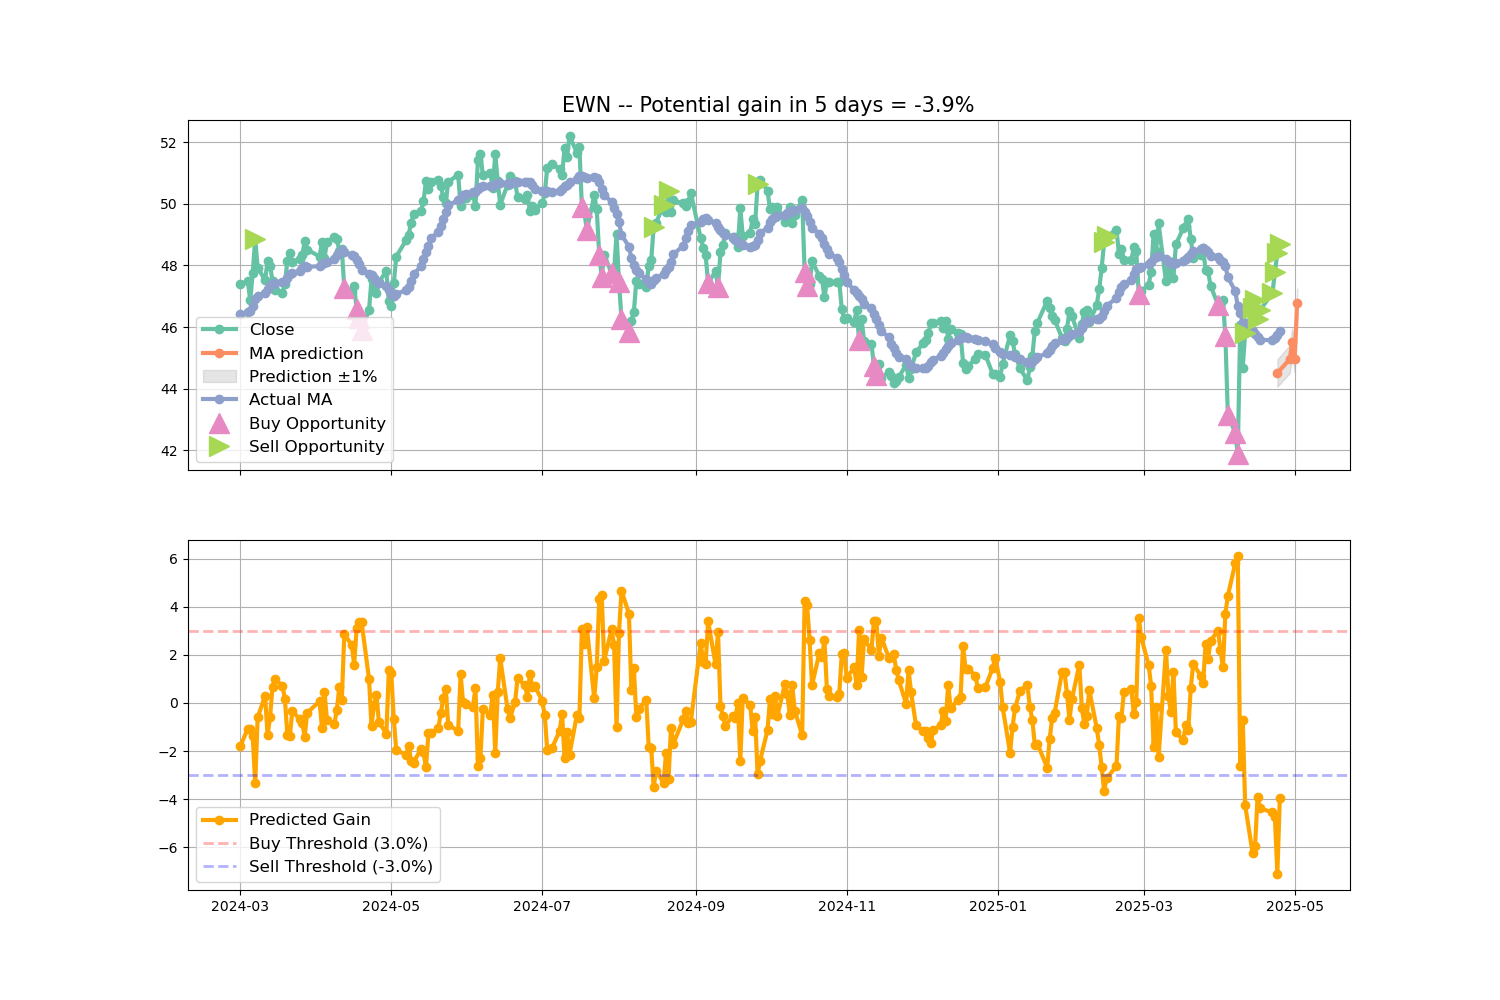 EWN -- Potential gain in 5 days = -3.9%
52
50
48
46
44
42
Close
MA prediction
Prediction ±1%
Actual MA
Buy Opportunity
Sell Opportunity
6
4
2
0
−2
−4
−6
Predicted Gain
Buy Threshold (3.0%)
Sell Threshold (-3.0%)
2024-03
2024-05
2024-07
2024-09
2024-11
2025-01
2025-03
2025-05